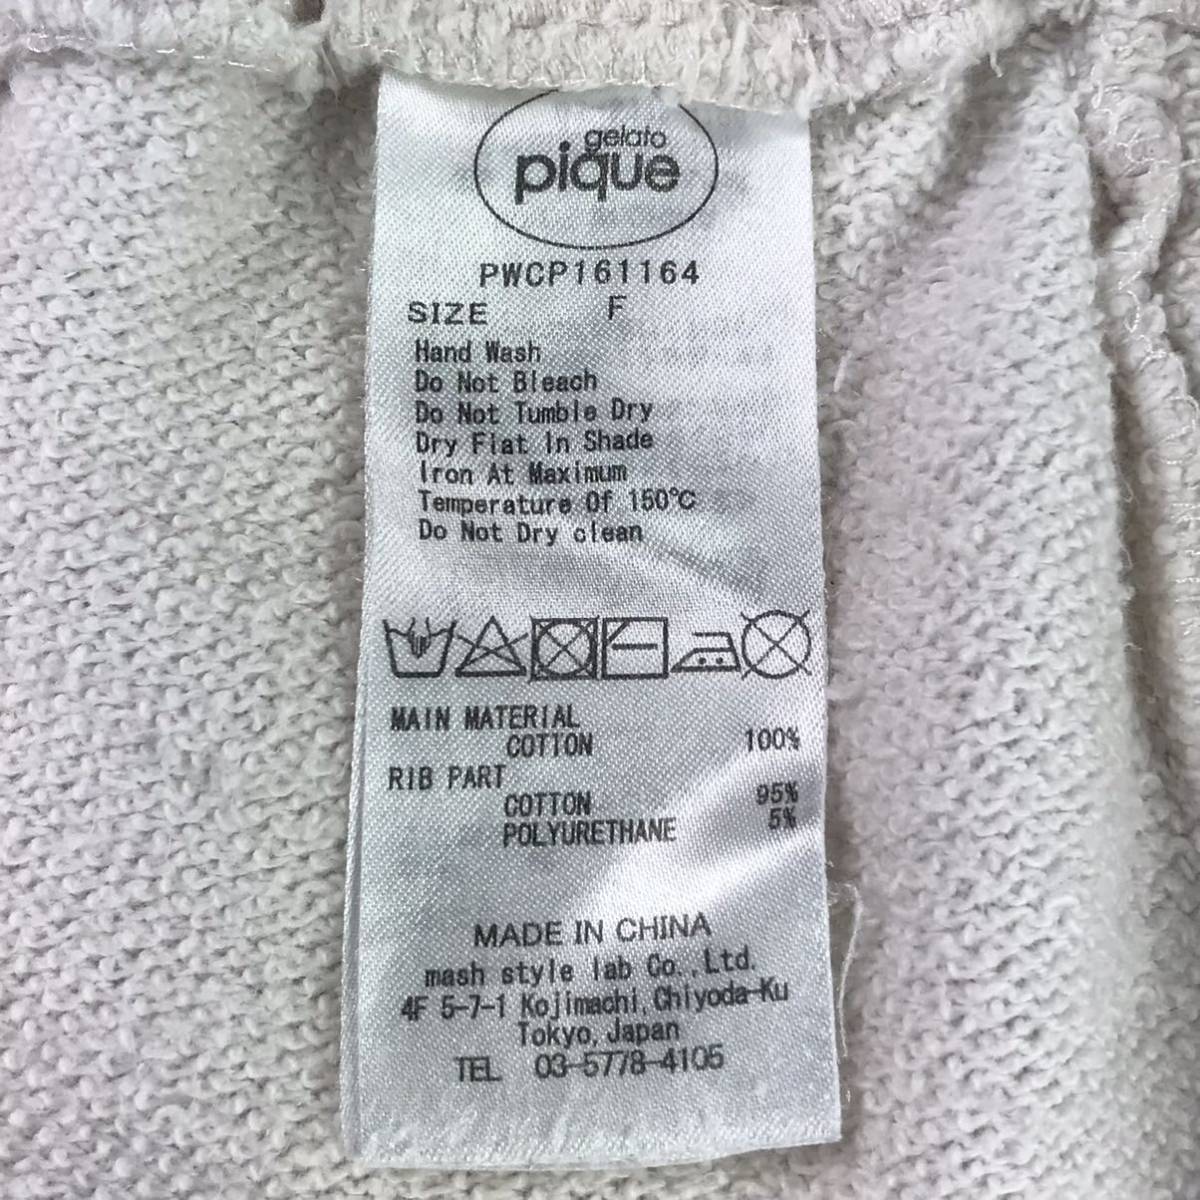 gelato
pique
PWCP161164
SIZE F
Hand Wash
Do Not Bleach
Do Not Tumble Dry
Dry Flat In Shade
Iron At Maximum
Temperature Of 150℃
Do Not Dry clean
MAIN MATERIAL
COTTON 100%
RIB PART
COTTON 95%
POLYURETHANE 5%
MADE IN CHINA
mash style lab Co.,Ltd.
4F 5-7-1 Kojimachi,Chiyoda-Ku
Tokyo,Japan
TEL 03-5778-4105